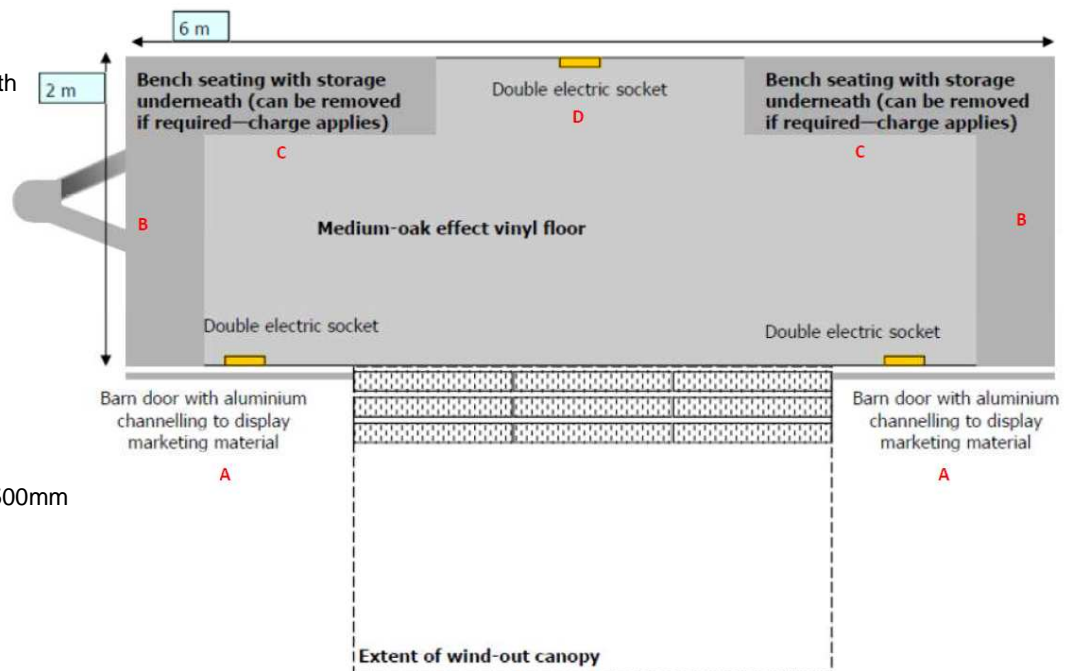 6 m
th
2 m
Bench seating with storage
underneath (can be removed
if required—charge applies)
C
Double electric socket
D
Bench seating with storage
underneath (can be removed
if required—charge applies)
C
B
Medium-oak effect vinyl floor
B
Double electric socket
Double electric socket
Barn door with aluminium
channelling to display
marketing material
A
Barn door with aluminium
channelling to display
marketing material
A
500mm
Extent of wind-out canopy